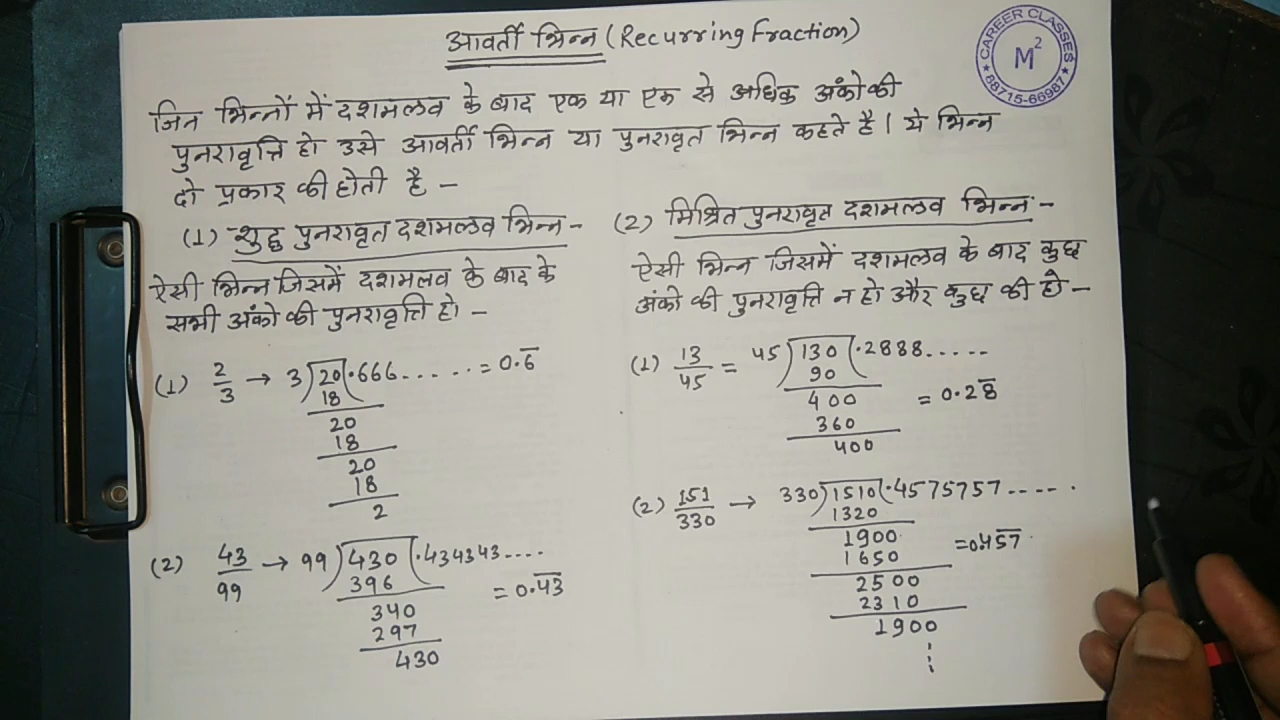 आवर्ती भिन्न (Recurring Fraction)
CAREER CLASSES
M²
88715-66987
जिन भिन्नों में दशमलव के बाद एक या एक से अधिक अंको की
पुनरावृत्ति हो उसे आवर्ती भिन्न या पुनरावृत भिन्न कहते है। ये भिन्न
दो प्रकार की होती है -
(1) शुद्ध पुनरावृत दशमलव भिन्न -
ऐसी भिन्न जिसमें दशमलव के बाद के
सभी अंको की पुनरावृत्ति हो -
(1) 2/3 → 3)20(.666..... = 0.6̅
18
20
18
20
18
2
(2) 43/99 → 99)430(.434343....
396
= 0.4̅3̅
340
297
430
(2) मिश्रित पुनरावृत दशमलव भिन्न -
ऐसी भिन्न जिसमें दशमलव के बाद कुछ
अंको की पुनरावृत्ति न हो और कुछ की हो -
(1) 13/45 = 45)130(.2888.....
90
400
= 0.28̅
360
400
(2) 151/330 → 330)1510(.4575757.....
1320
1900
=0.45̅7̅
1650
2500
2310
1900